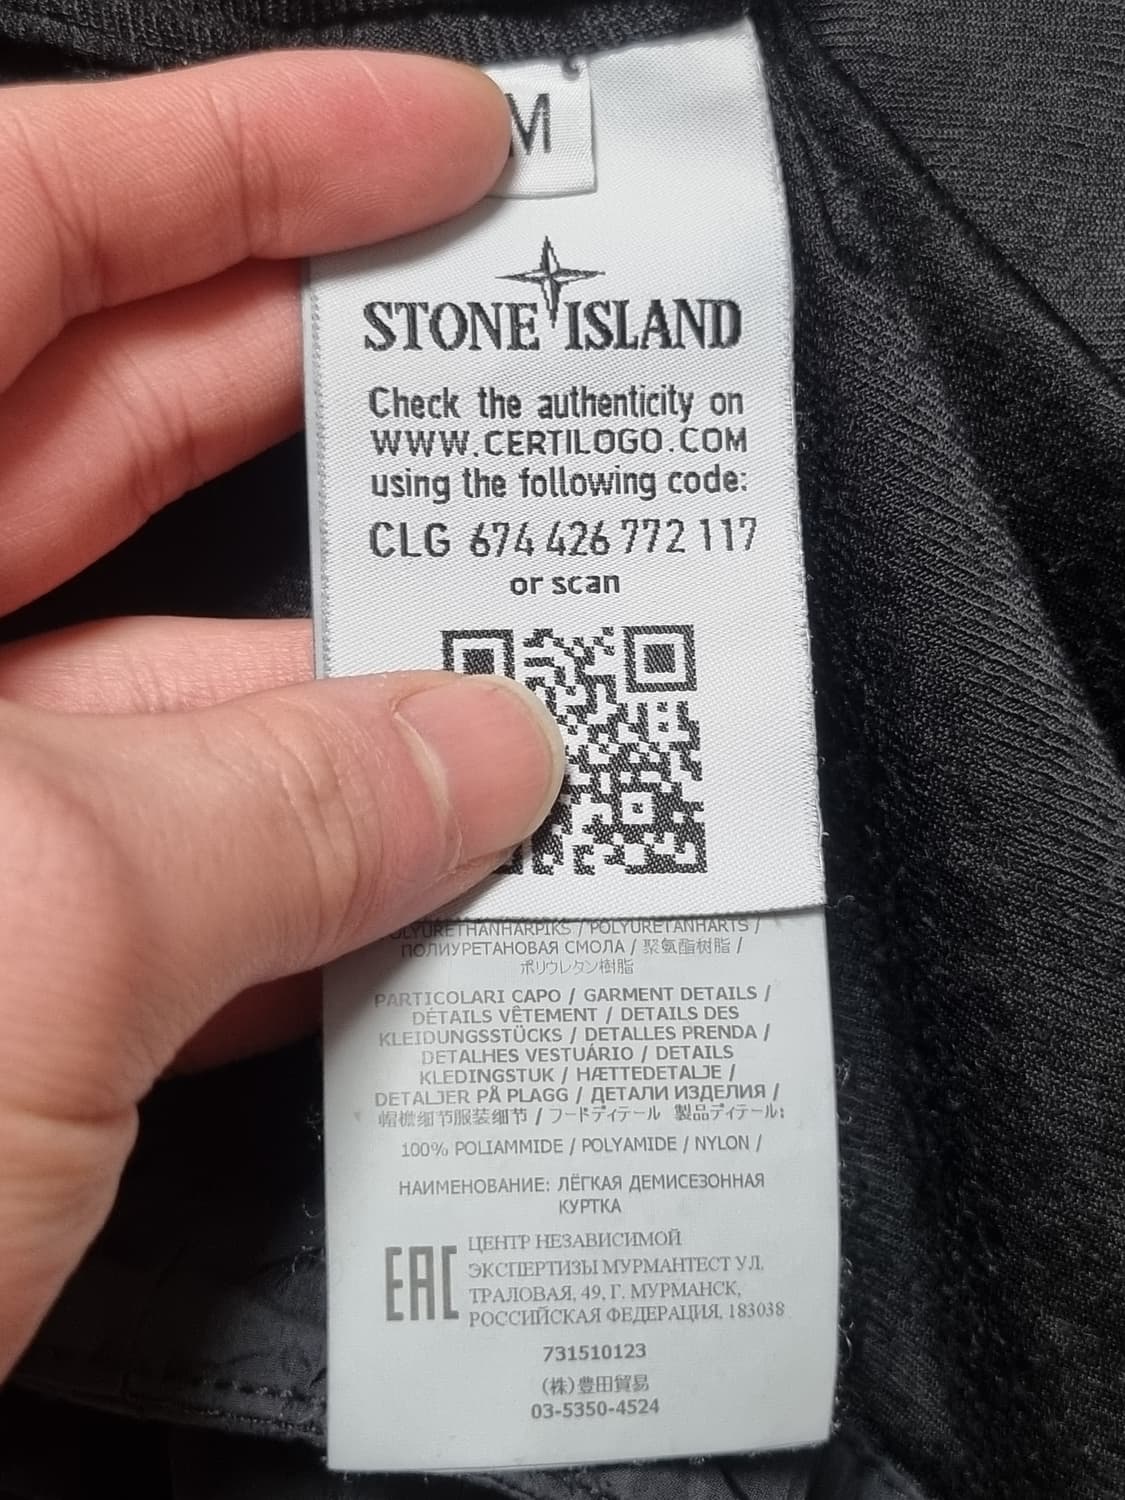 M
STONE ISLAND
Check the authenticity on
WWW.CERTILOGO.COM
using the following code:
CLG 674 426 772 117
or scan
POLYURETHANHARPIKS / POLYURETANHARTS /
ПОЛИУРЕТАНОВАЯ СМОЛА / 聚氨酯树脂 /
ポリウレタン樹脂
PARTICOLARI CAPO / GARMENT DETAILS /
DÉTAILS VÊTEMENT / DETAILS DES
KLEIDUNGSSTÜCKS / DETALLES PRENDA /
DETALHES VESTUÁRIO / DETAILS
KLEDINGSTUK / HÆTTEDETALJE /
DETALJER PÅ PLAGG / ДЕТАЛИ ИЗДЕЛИЯ /
帽檐细节服装细节 / フードディテール 製品ディテール:
100% POLIAMMIDE / POLYAMIDE / NYLON /
НАИМЕНОВАНИЕ: ЛЁГКАЯ ДЕМИСЕЗОННАЯ
КУРТКА
EAC
ЦЕНТР НЕЗАВИСИМОЙ
ЭКСПЕРТИЗЫ МУРМАНТЕСТ УЛ.
ТРАЛОВАЯ, 49, Г. МУРМАНСК,
РОССИЙСКАЯ ФЕДЕРАЦИЯ, 183038
731510123
(株)豊田貿易
03-5350-4524